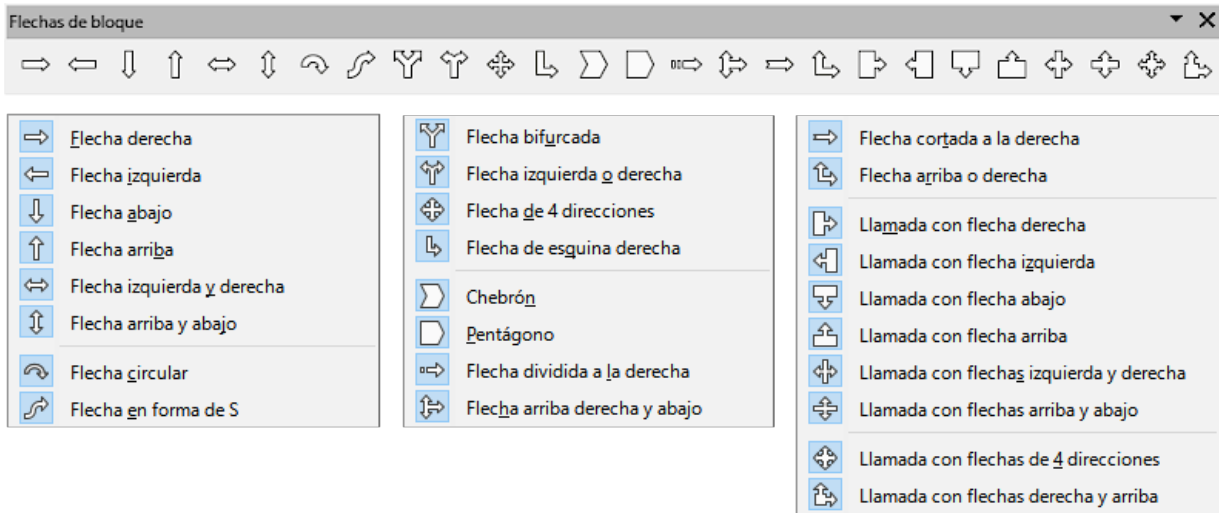 Flechas de bloque
Flecha derecha
Flecha izquierda
Flecha abajo
Flecha arriba
Flecha izquierda y derecha
Flecha arriba y abajo
Flecha circular
Flecha en forma de S
Flecha bifurcada
Flecha izquierda o derecha
Flecha de 4 direcciones
Flecha de esquina derecha
Chebrón
Pentágono
Flecha dividida a la derecha
Flecha arriba derecha y abajo
Flecha cortada a la derecha
Flecha arriba o derecha
Llamada con flecha derecha
Llamada con flecha izquierda
Llamada con flecha abajo
Llamada con flecha arriba
Llamada con flechas izquierda y derecha
Llamada con flechas arriba y abajo
Llamada con flechas de 4 direcciones
Llamada con flechas derecha y arriba